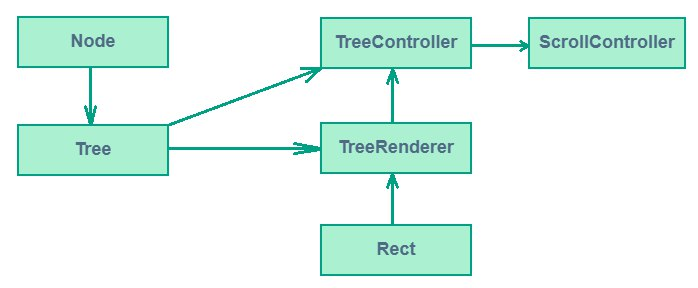 Node
TreeController
ScrollController
Tree
TreeRenderer
Rect